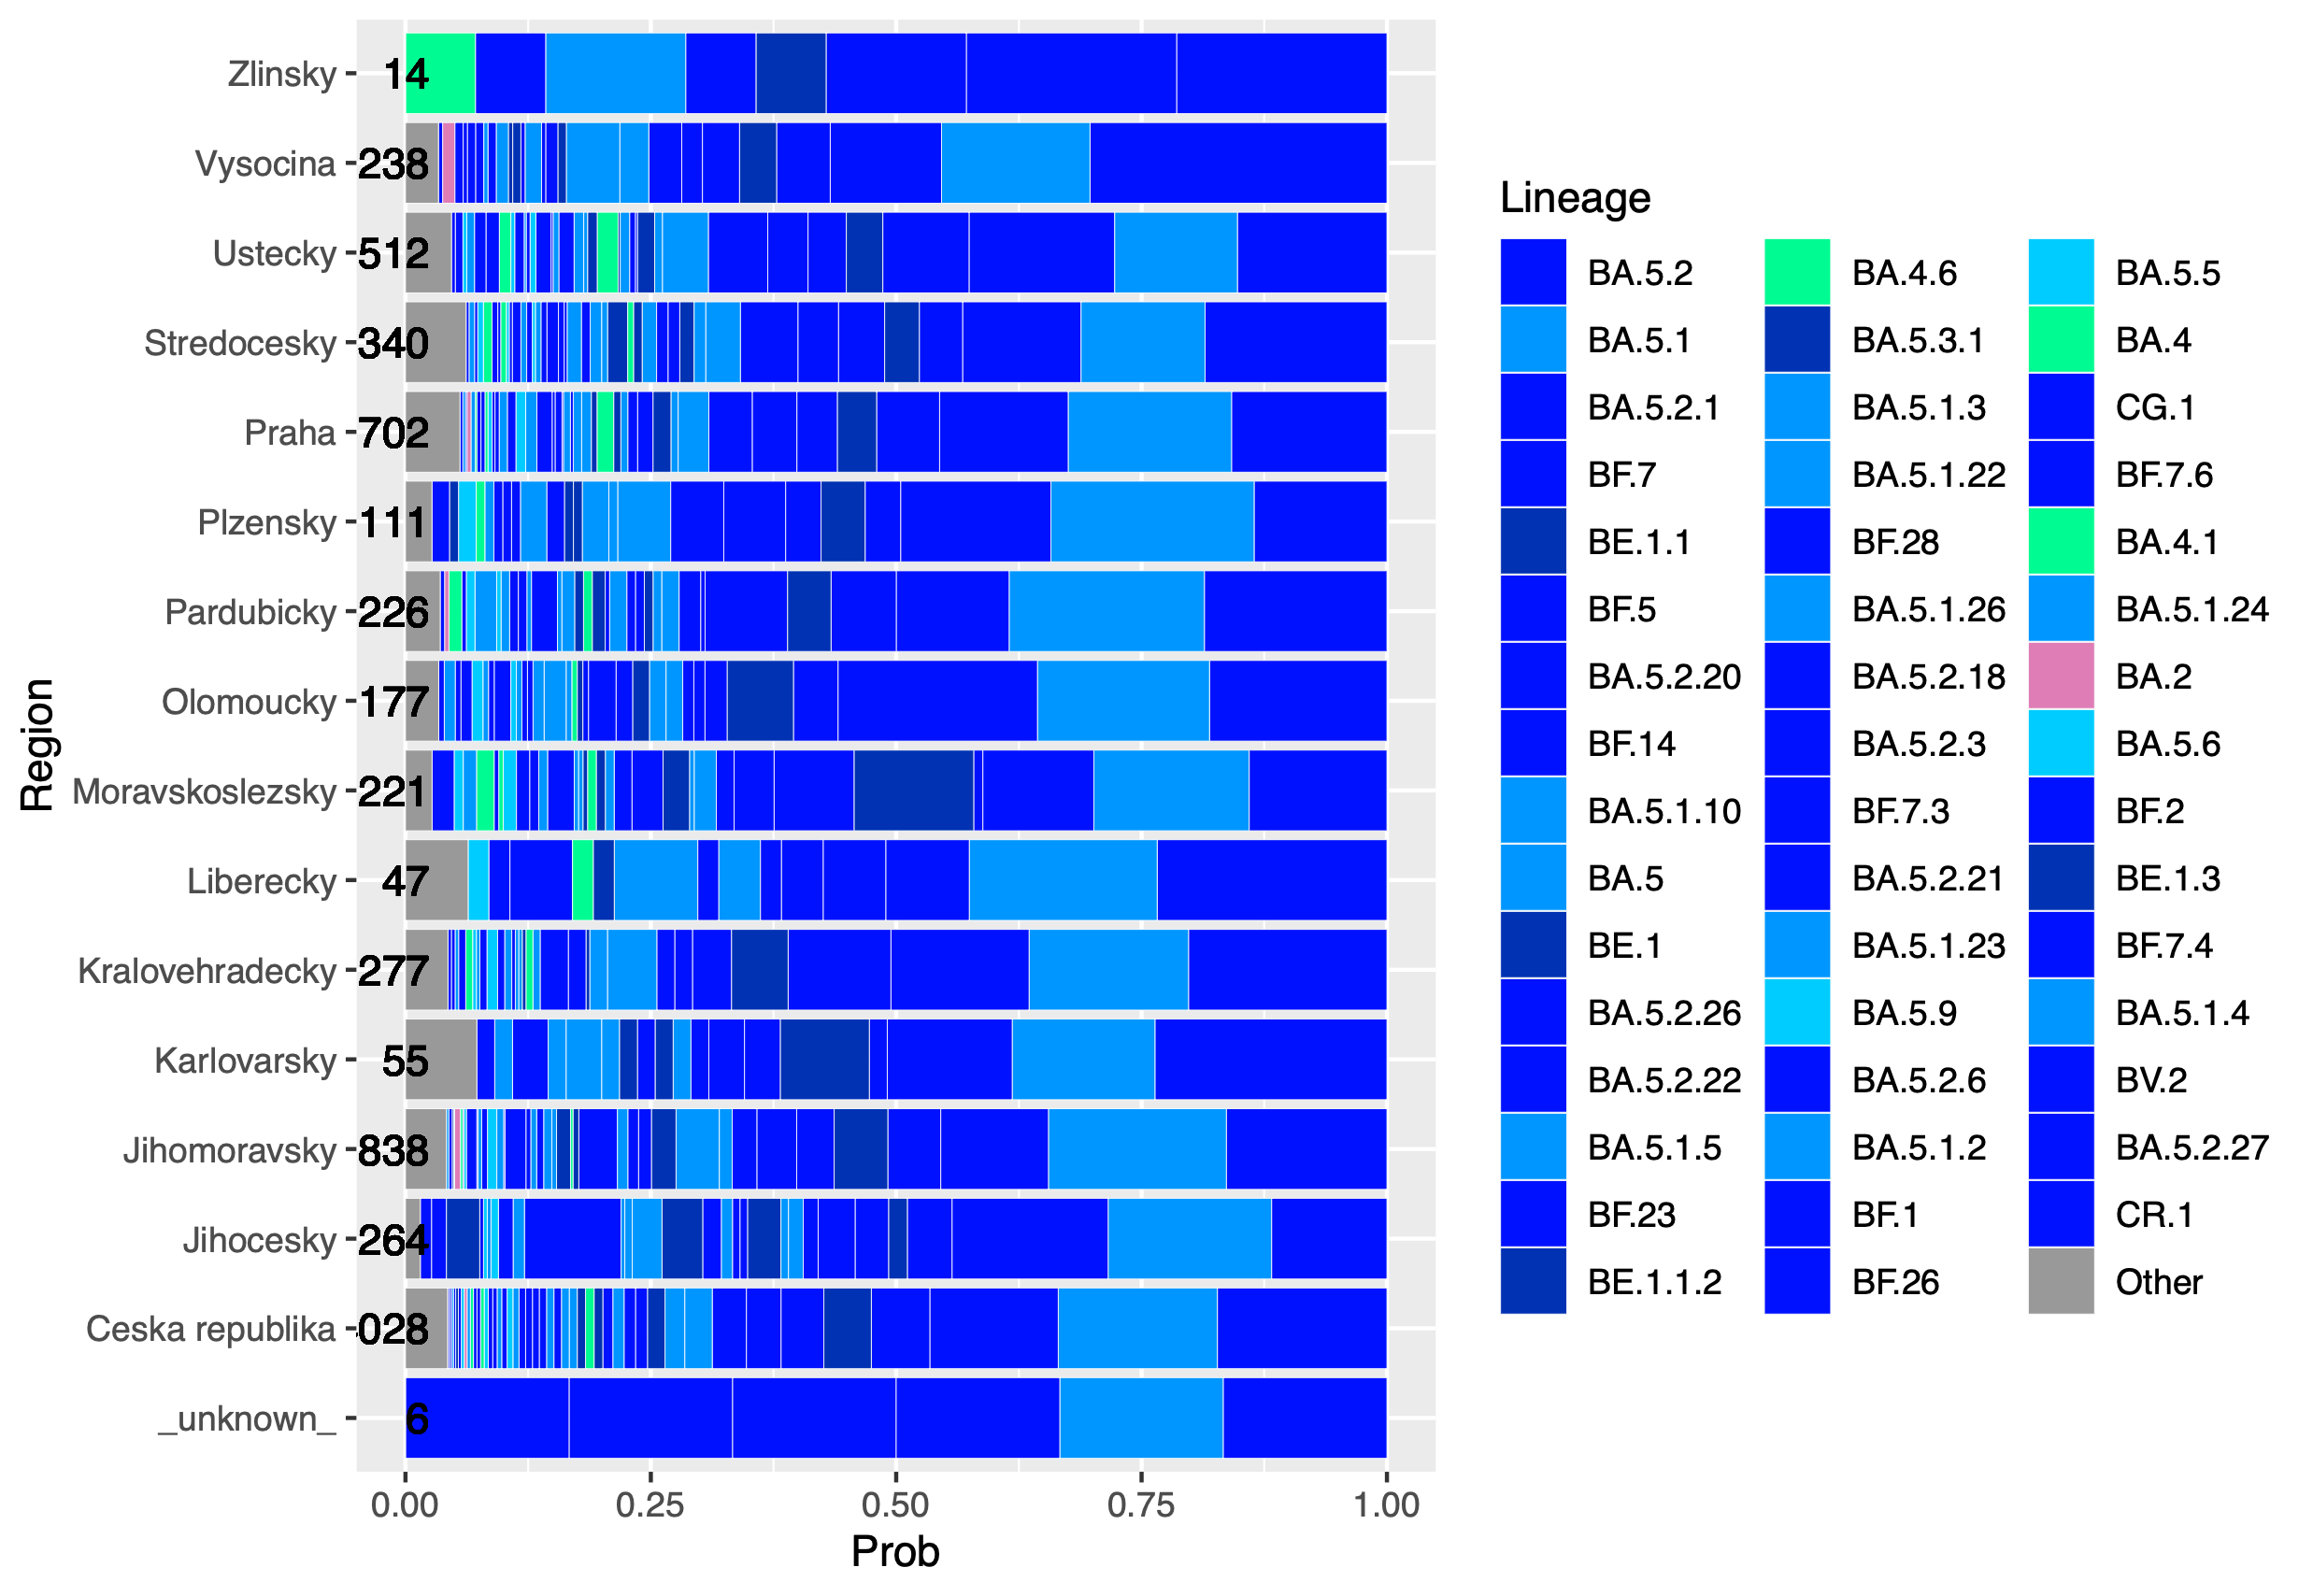 Zlinsky 14
Vysocina 238
Ustecky 512
Stredocesky 340
Praha 702
Plzensky 111
Pardubicky 226
Olomoucky 177
Moravskoslezsky 221
Liberecky 47
Kralovehradecky 277
Karlovarsky 55
Jihomoravsky 838
Jihocesky 264
Ceska republika 028
_unknown_ 6
Region
0.00 0.25 0.50 0.75 1.00
Prob
Lineage
BA.5.2
BA.5.1
BA.5.2.1
BF.7
BE.1.1
BF.5
BA.5.2.20
BF.14
BA.5.1.10
BA.5
BE.1
BA.5.2.26
BA.5.2.22
BA.5.1.5
BF.23
BE.1.1.2
BA.4.6
BA.5.3.1
BA.5.1.3
BA.5.1.22
BF.28
BA.5.1.26
BA.5.2.18
BA.5.2.3
BF.7.3
BA.5.2.21
BA.5.1.23
BA.5.9
BA.5.2.6
BA.5.1.2
BF.1
BF.26
BA.5.5
BA.4
CG.1
BF.7.6
BA.4.1
BA.5.1.24
BA.2
BA.5.6
BF.2
BE.1.3
BF.7.4
BA.5.1.4
BV.2
BA.5.2.27
CR.1
Other